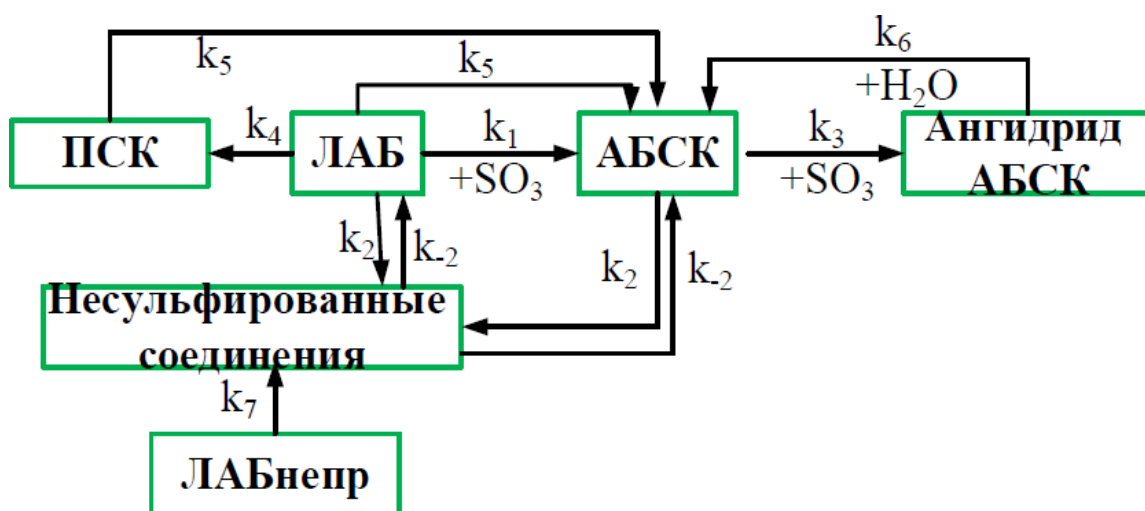 k5
k5
k6
+H2O
ПСК
k4
ЛАБ
k1
+SO3
АБСК
k3
+SO3
Ангидрид
АБСК
k2
k-2
k2
k-2
Несульфированные
соединения
k7
ЛАБнепр